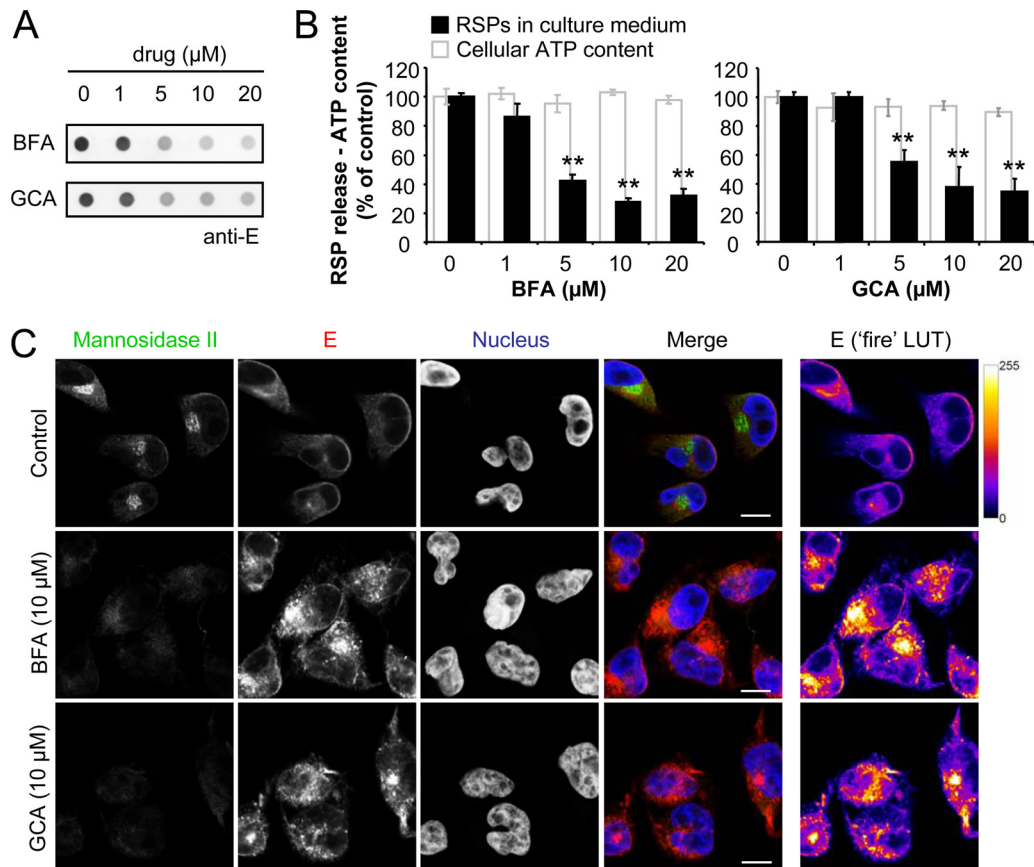 A
drug (µM)
0 1 5 10 20
BFA
GCA
anti-E
B
RSPs in culture medium
Cellular ATP content
RSP release - ATP content
(% of control)
120
100
80
60
40
20
0
** ** **
0 1 5 10 20
BFA (µM)
120
100
80
60
40
20
0
** ** **
0 1 5 10 20
GCA (µM)
C
Mannosidase II E Nucleus Merge E ('fire' LUT)
Control
255
0
BFA (10 µM)
GCA (10 µM)